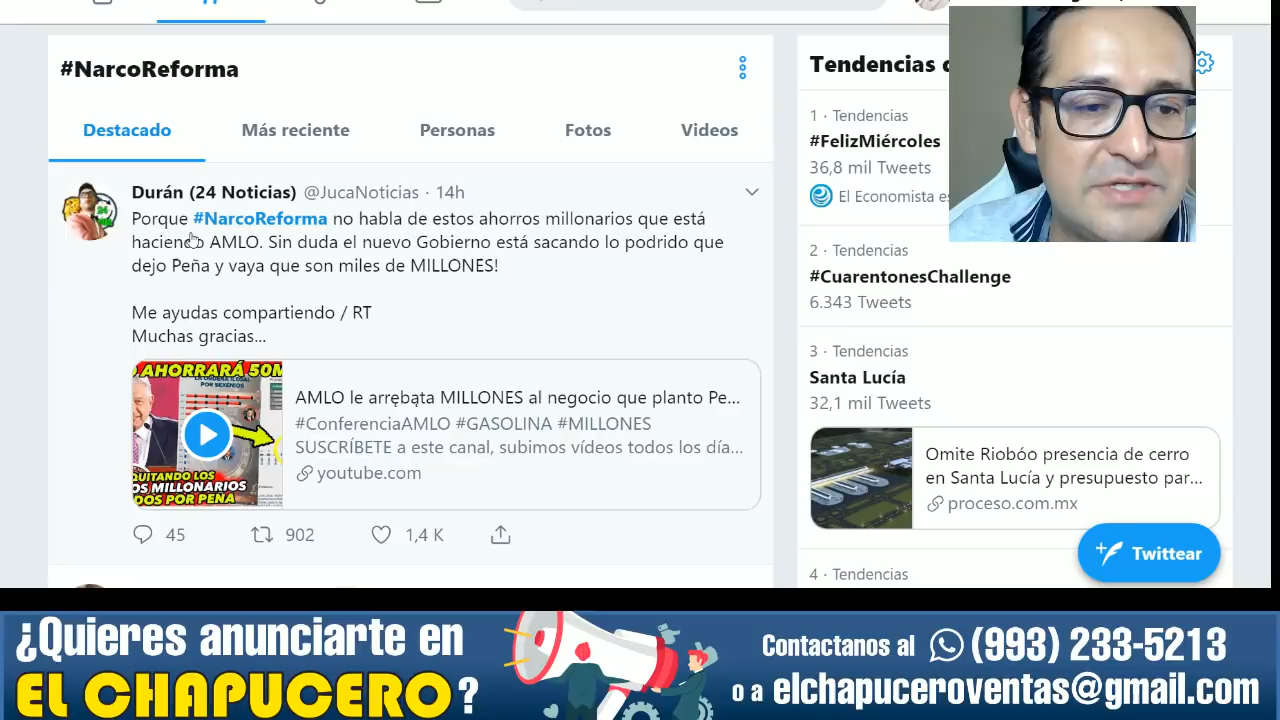 #NarcoReforma
Destacado
Más reciente
Personas
Fotos
Videos
Durán (24 Noticias) @JucaNoticias · 14h
Porque #NarcoReforma no habla de estos ahorros millonarios que está
haciendo AMLO. Sin duda el nuevo Gobierno está sacando lo podrido que
dejo Peña y vaya que son miles de MILLONES!
Me ayudas compartiendo / RT
Muchas gracias...
AHORRARÁ 50M
QUITANDO LOS
MILLONARIOS
DOS POR PEÑA
AMLO le arrębąta MILLONES al negocio que planto Pe...
#ConferenciaAMLO #GASOLINA #MILLONES
SUSCRÍBETE a este canal, subimos vídeos todos los día...
youtube.com
45
902
1,4 K
Tendencias
1 · Tendencias
#FelizMiércoles
36,8 mil Tweets
El Economista
2 · Tendencias
#CuarentonesChallenge
6.343 Tweets
3 · Tendencias
Santa Lucía
32,1 mil Tweets
Omite Riobóo presencia de cerro
en Santa Lucía y presupuesto par...
proceso.com.mx
4 · Tendencias
Twittear
¿Quieres anunciarte en
EL CHAPUCERO?
Contactanos al (993) 233-5213
o a elchapuceroventas@gmail.com